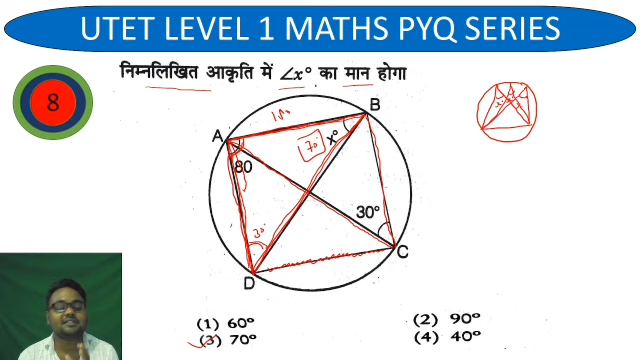 UTET LEVEL 1 MATHS PYQ SERIES
निम्नलिखित आकृति में ∠x° का मान होगा
8
B
180
A
x°
70
80
30°
30°
C
D
(1) 60°
(2) 90°
(3) 70°
(4) 40°